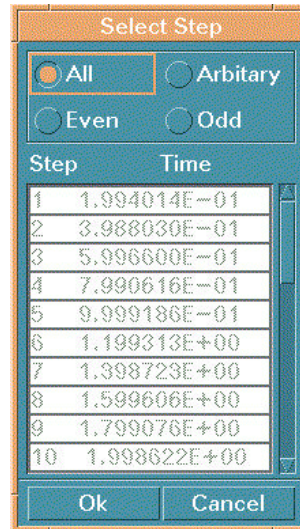 Select Step
All Arbitary
Even Odd
Step Time
1 1.994014E-01
2 3.988030E-01
3 5.996600E-01
4 7.990616E-01
5 9.999186E-01
6 1.199313E+00
7 1.398723E+00
8 1.599606E+00
9 1.799076E+00
10 1.998622E+00
Ok Cancel